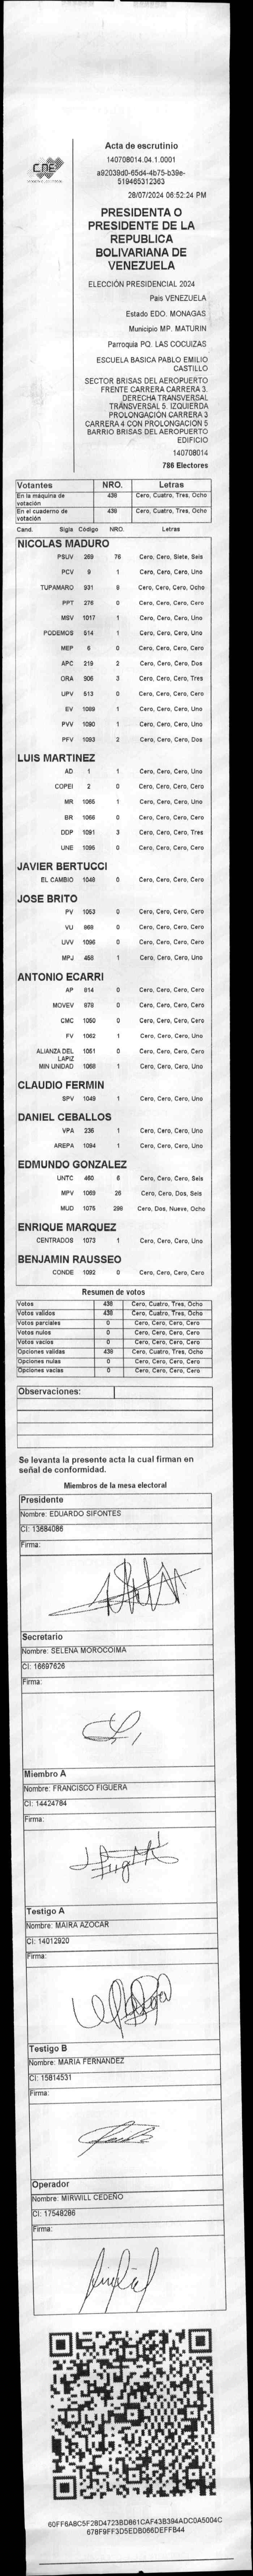 CNE
Acta de escrutinio
140708014.04.1.0001
a92039d0-65d4-4b75-b39e-
519465312363
28/07/2024 06:52:24 PM
PRESIDENTA O
PRESIDENTE DE LA
REPUBLICA
BOLIVARIANA DE
VENEZUELA
ELECCIÓN PRESIDENCIAL 2024
País VENEZUELA
Estado EDO. MONAGAS
Municipio MP. MATURIN
Parroquia PQ. LAS COCUIZAS
ESCUELA BASICA PABLO EMILIO
CASTILLO
SECTOR BRISAS DEL AEROPUERTO
FRENTE CARRERA CARRERA 3.
DERECHA TRANSVERSAL
TRANSVERSAL 5. IZQUIERDA
PROLONGACIÓN CARRERA 3
CARRERA 4 CON PROLONGACIÓN 5
BARRIO BRISAS DEL AEROPUERTO
EDIFICIO
140708014
786 Electores
Votantes NRO. Letras
En la máquina de votación 438 Cero, Cuatro, Tres, Ocho
En el cuaderno de votación 438 Cero, Cuatro, Tres, Ocho
Cand. Sigla Código NRO. Letras
NICOLAS MADURO
PSUV 269 76 Cero, Cero, Siete, Seis
PCV 9 1 Cero, Cero, Cero, Uno
TUPAMARO 931 8 Cero, Cero, Cero, Ocho
PPT 276 0 Cero, Cero, Cero, Cero
MSV 1017 1 Cero, Cero, Cero, Uno
PODEMOS 514 1 Cero, Cero, Cero, Uno
MEP 6 0 Cero, Cero, Cero, Cero
APC 219 2 Cero, Cero, Cero, Dos
ORA 906 3 Cero, Cero, Cero, Tres
UPV 513 0 Cero, Cero, Cero, Cero
EV 1089 1 Cero, Cero, Cero, Uno
PVV 1090 1 Cero, Cero, Cero, Uno
PFV 1093 2 Cero, Cero, Cero, Dos
LUIS MARTINEZ
AD 1 1 Cero, Cero, Cero, Uno
COPEI 2 0 Cero, Cero, Cero, Cero
MR 1065 1 Cero, Cero, Cero, Uno
BR 1066 0 Cero, Cero, Cero, Cero
DDP 1091 3 Cero, Cero, Cero, Tres
UNE 1095 0 Cero, Cero, Cero, Cero
JAVIER BERTUCCI
EL CAMBIO 1048 0 Cero, Cero, Cero, Cero
JOSE BRITO
PV 1053 0 Cero, Cero, Cero, Cero
VU 868 0 Cero, Cero, Cero, Cero
UVV 1096 0 Cero, Cero, Cero, Cero
MPJ 458 1 Cero, Cero, Cero, Uno
ANTONIO ECARRI
AP 814 0 Cero, Cero, Cero, Cero
MOVEV 879 0 Cero, Cero, Cero, Cero
CMC 1050 0 Cero, Cero, Cero, Cero
FV 1062 1 Cero, Cero, Cero, Uno
ALIANZA DEL LAPIZ 1051 0 Cero, Cero, Cero, Cero
MIN UNIDAD 1068 1 Cero, Cero, Cero, Uno
CLAUDIO FERMIN
SPV 1049 1 Cero, Cero, Cero, Uno
DANIEL CEBALLOS
VPA 236 1 Cero, Cero, Cero, Uno
AREPA 1094 1 Cero, Cero, Cero, Uno
EDMUNDO GONZALEZ
UNTC 460 6 Cero, Cero, Cero, Seis
MPV 1069 26 Cero, Cero, Dos, Seis
MUD 1075 298 Cero, Dos, Nueve, Ocho
ENRIQUE MARQUEZ
CENTRADOS 1073 1 Cero, Cero, Cero, Uno
BENJAMIN RAUSSEO
CONDE 1092 0 Cero, Cero, Cero, Cero
Resumen de votos
Votos 438 Cero, Cuatro, Tres, Ocho
Votos validos 438 Cero, Cuatro, Tres, Ocho
Votos parciales 0 Cero, Cero, Cero, Cero
Votos nulos 0 Cero, Cero, Cero, Cero
Votos vacios 0 Cero, Cero, Cero, Cero
Opciones validas 438 Cero, Cuatro, Tres, Ocho
Opciones nulas 0 Cero, Cero, Cero, Cero
Opciones vacias 0 Cero, Cero, Cero, Cero
Observaciones:
Se levanta la presente acta la cual firman en
señal de conformidad.
Miembros de la mesa electoral
Presidente
Nombre: EDUARDO SIFONTES
CI: 13684086
Firma:
Secretario
Nombre: SELENA MOROCOIMA
CI: 16697626
Firma:
Miembro A
Nombre: FRANCISCO FIGUERA
CI: 14424784
Firma:
Testigo A
Nombre: MAIRA AZOCAR
CI: 14012920
Firma:
Testigo B
Nombre: MARIA FERNANDEZ
CI: 15814531
Firma:
Operador
Nombre: MIRWILL CEDEÑO
CI: 17548286
Firma:
60FF6A8C5F28D4723BD861CAF43B394ADC0A5004C
678F9FF3D5EDB066DEFFB44